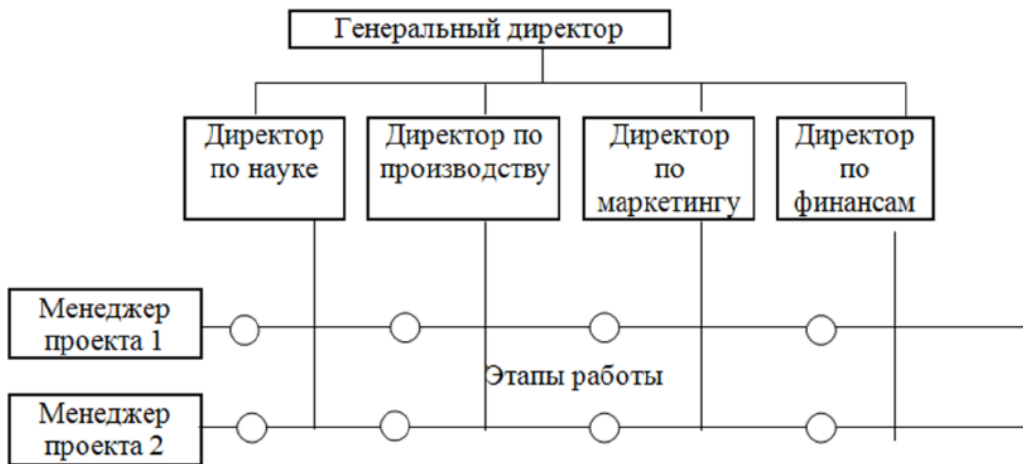 Генеральный директор
Директор
по науке
Директор по
производству
Директор
по
маркетингу
Директор
по
финансам
Менеджер
проекта 1
Этапы работы
Менеджер
проекта 2